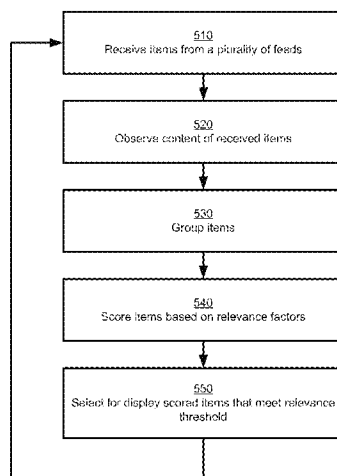 510
Receive items from a plurality of feeds
520
Observe content of received items
530
Group items
540
Score items based on relevance factors
550
Select for display scored items that meet relevance
threshold